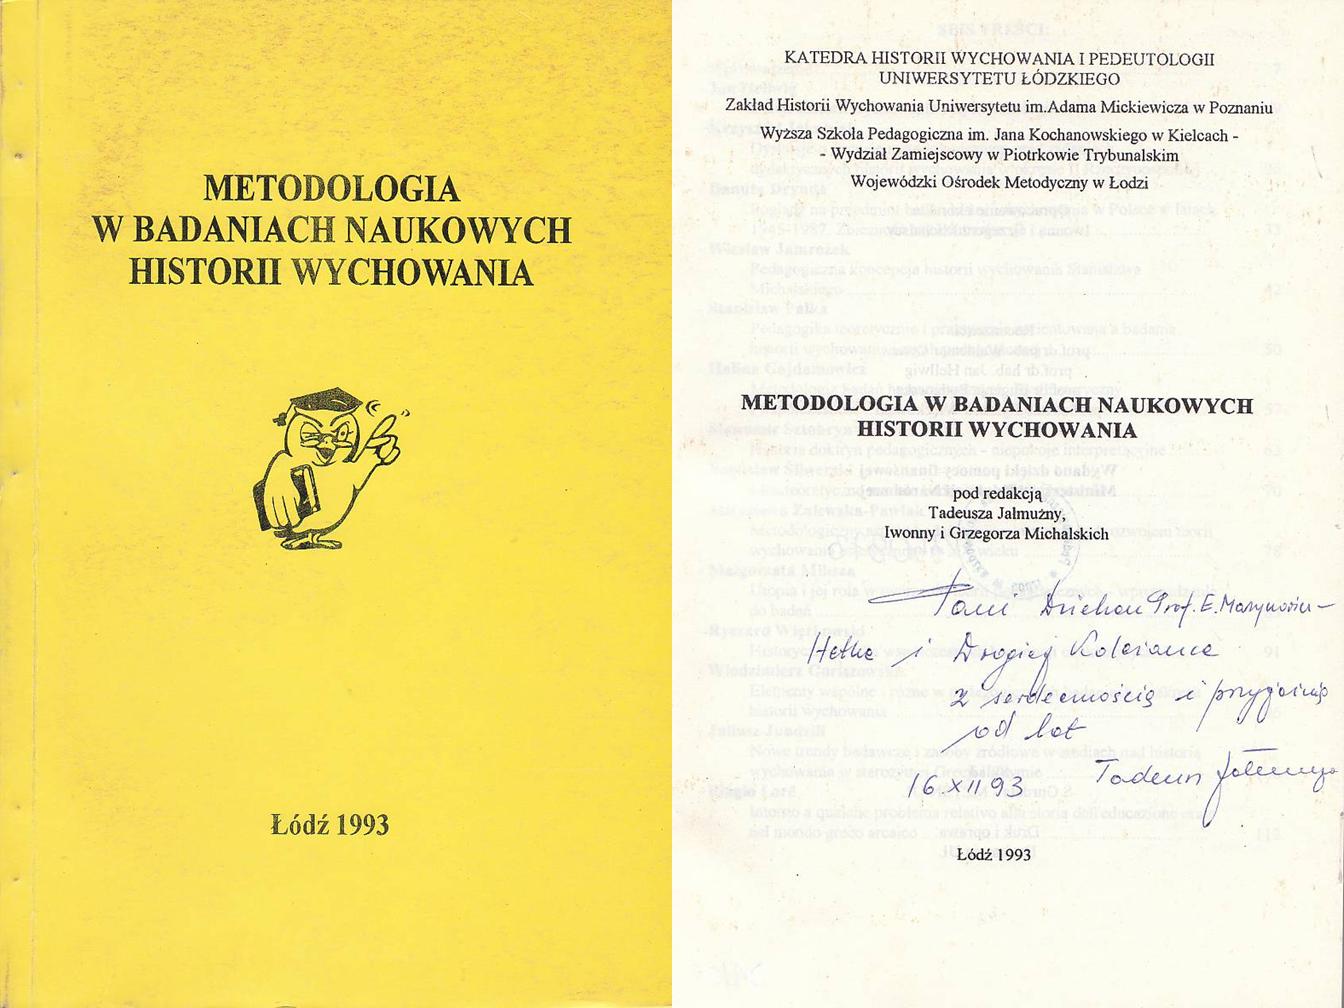 METODOLOGIA
W BADANIACH NAUKOWYCH
HISTORII WYCHOWANIA
Łódź 1993
KATEDRA HISTORII WYCHOWANIA I PEDEUTOLOGII
UNIWERSYTETU ŁÓDZKIEGO
Zakład Historii Wychowania Uniwersytetu im.Adama Mickiewicza w Poznaniu
Wyższa Szkoła Pedagogiczna im. Jana Kochanowskiego w Kielcach -
- Wydział Zamiejscowy w Piotrkowie Trybunalskim
Wojewódzki Ośrodek Metodyczny w Łodzi
METODOLOGIA W BADANIACH NAUKOWYCH
HISTORII WYCHOWANIA
pod redakcją
Tadeusza Jałmużny,
Iwonny i Grzegorza Michalskich
Pani Dziekan Prof. E.
i Drogiej Koleżance
z serdecznością i przyjaźnią
od lat
16 XII 93 Tadeusz Jałmużna
Łódź 1993